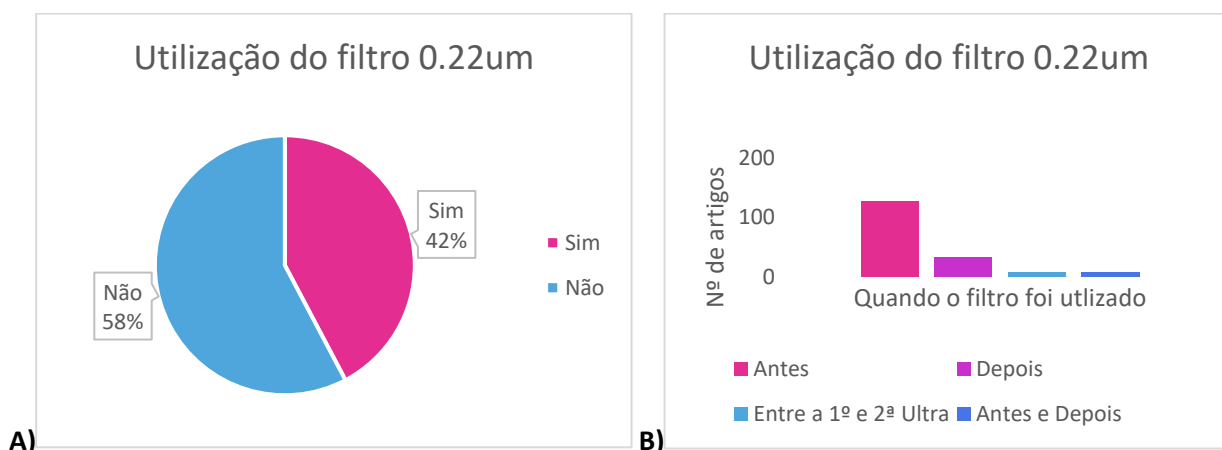 Utilização do filtro 0.22um
Sim
42%
Não
58%
Sim
Não
A)
Utilização do filtro 0.22um
Nº de artigos
200
100
0
Quando o filtro foi utlizado
Antes
Depois
Entre a 1º e 2ª Ultra
Antes e Depois
B)